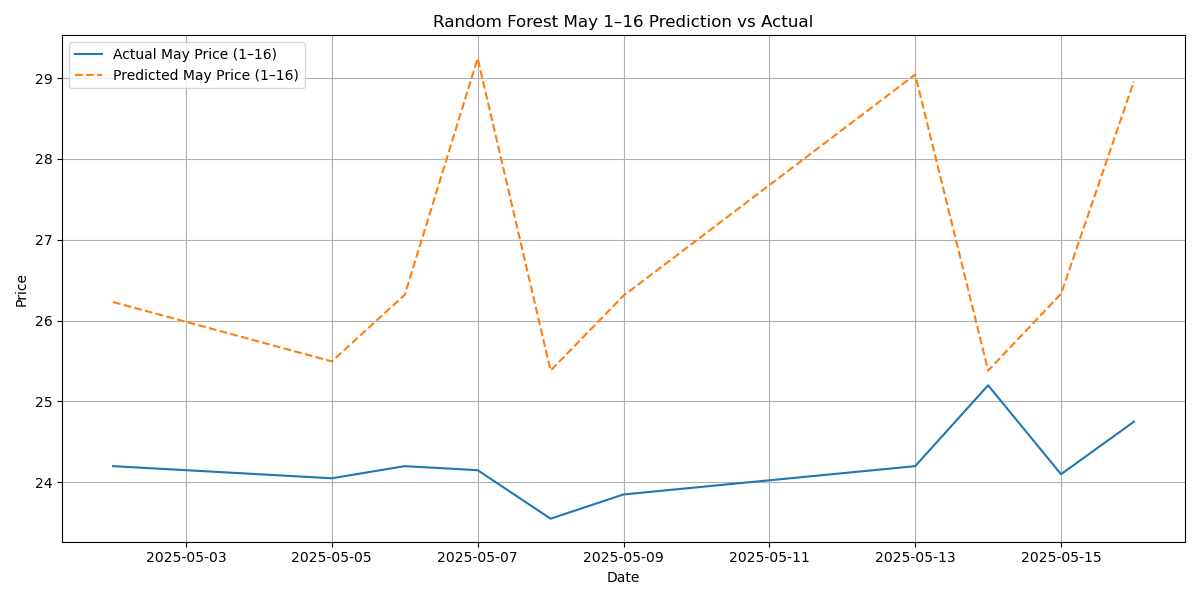 Random Forest May 1–16 Prediction vs Actual
Actual May Price (1–16)
Predicted May Price (1–16)
Price
29
28
27
26
25
24
2025-05-03 2025-05-05 2025-05-07 2025-05-09 2025-05-11 2025-05-13 2025-05-15
Date